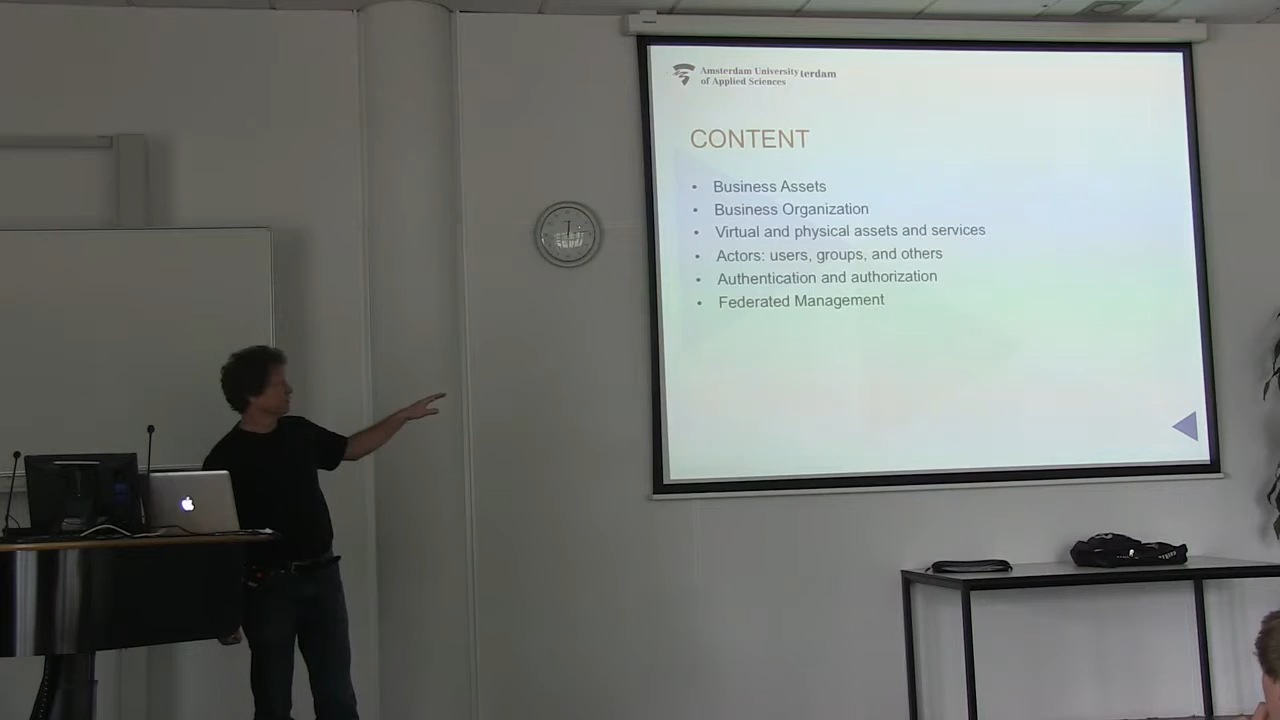 Amsterdam University terdam
of Applied Sciences
CONTENT
• Business Assets
• Business Organization
• Virtual and physical assets and services
• Actors: users, groups, and others
• Authentication and authorization
• Federated Management